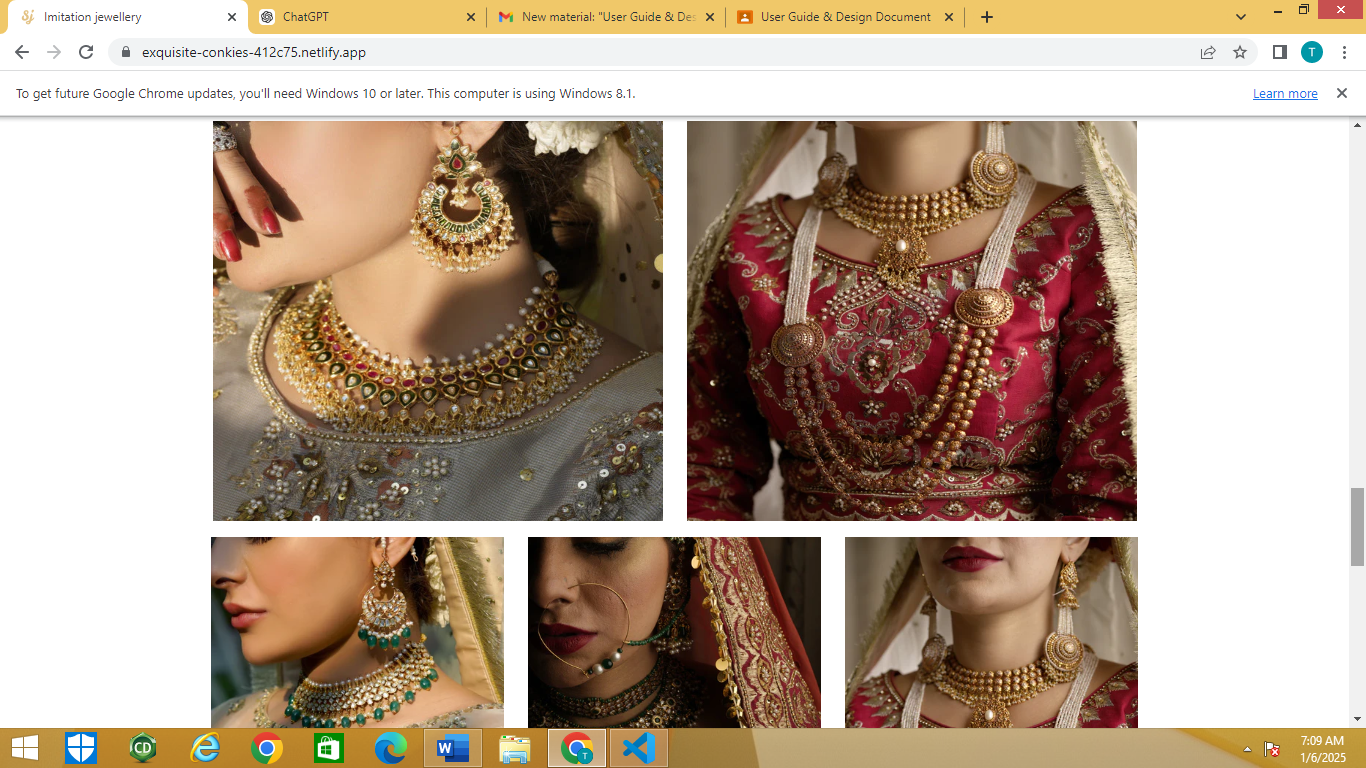 Imitation jewellery
ChatGPT
New material: "User Guide & Des
User Guide & Design Document
exquisite-conkies-412c75.netlify.app
T
To get future Google Chrome updates, you'll need Windows 10 or later. This computer is using Windows 8.1.
Learn more
CD
W
T
7:09 AM
1/6/2025